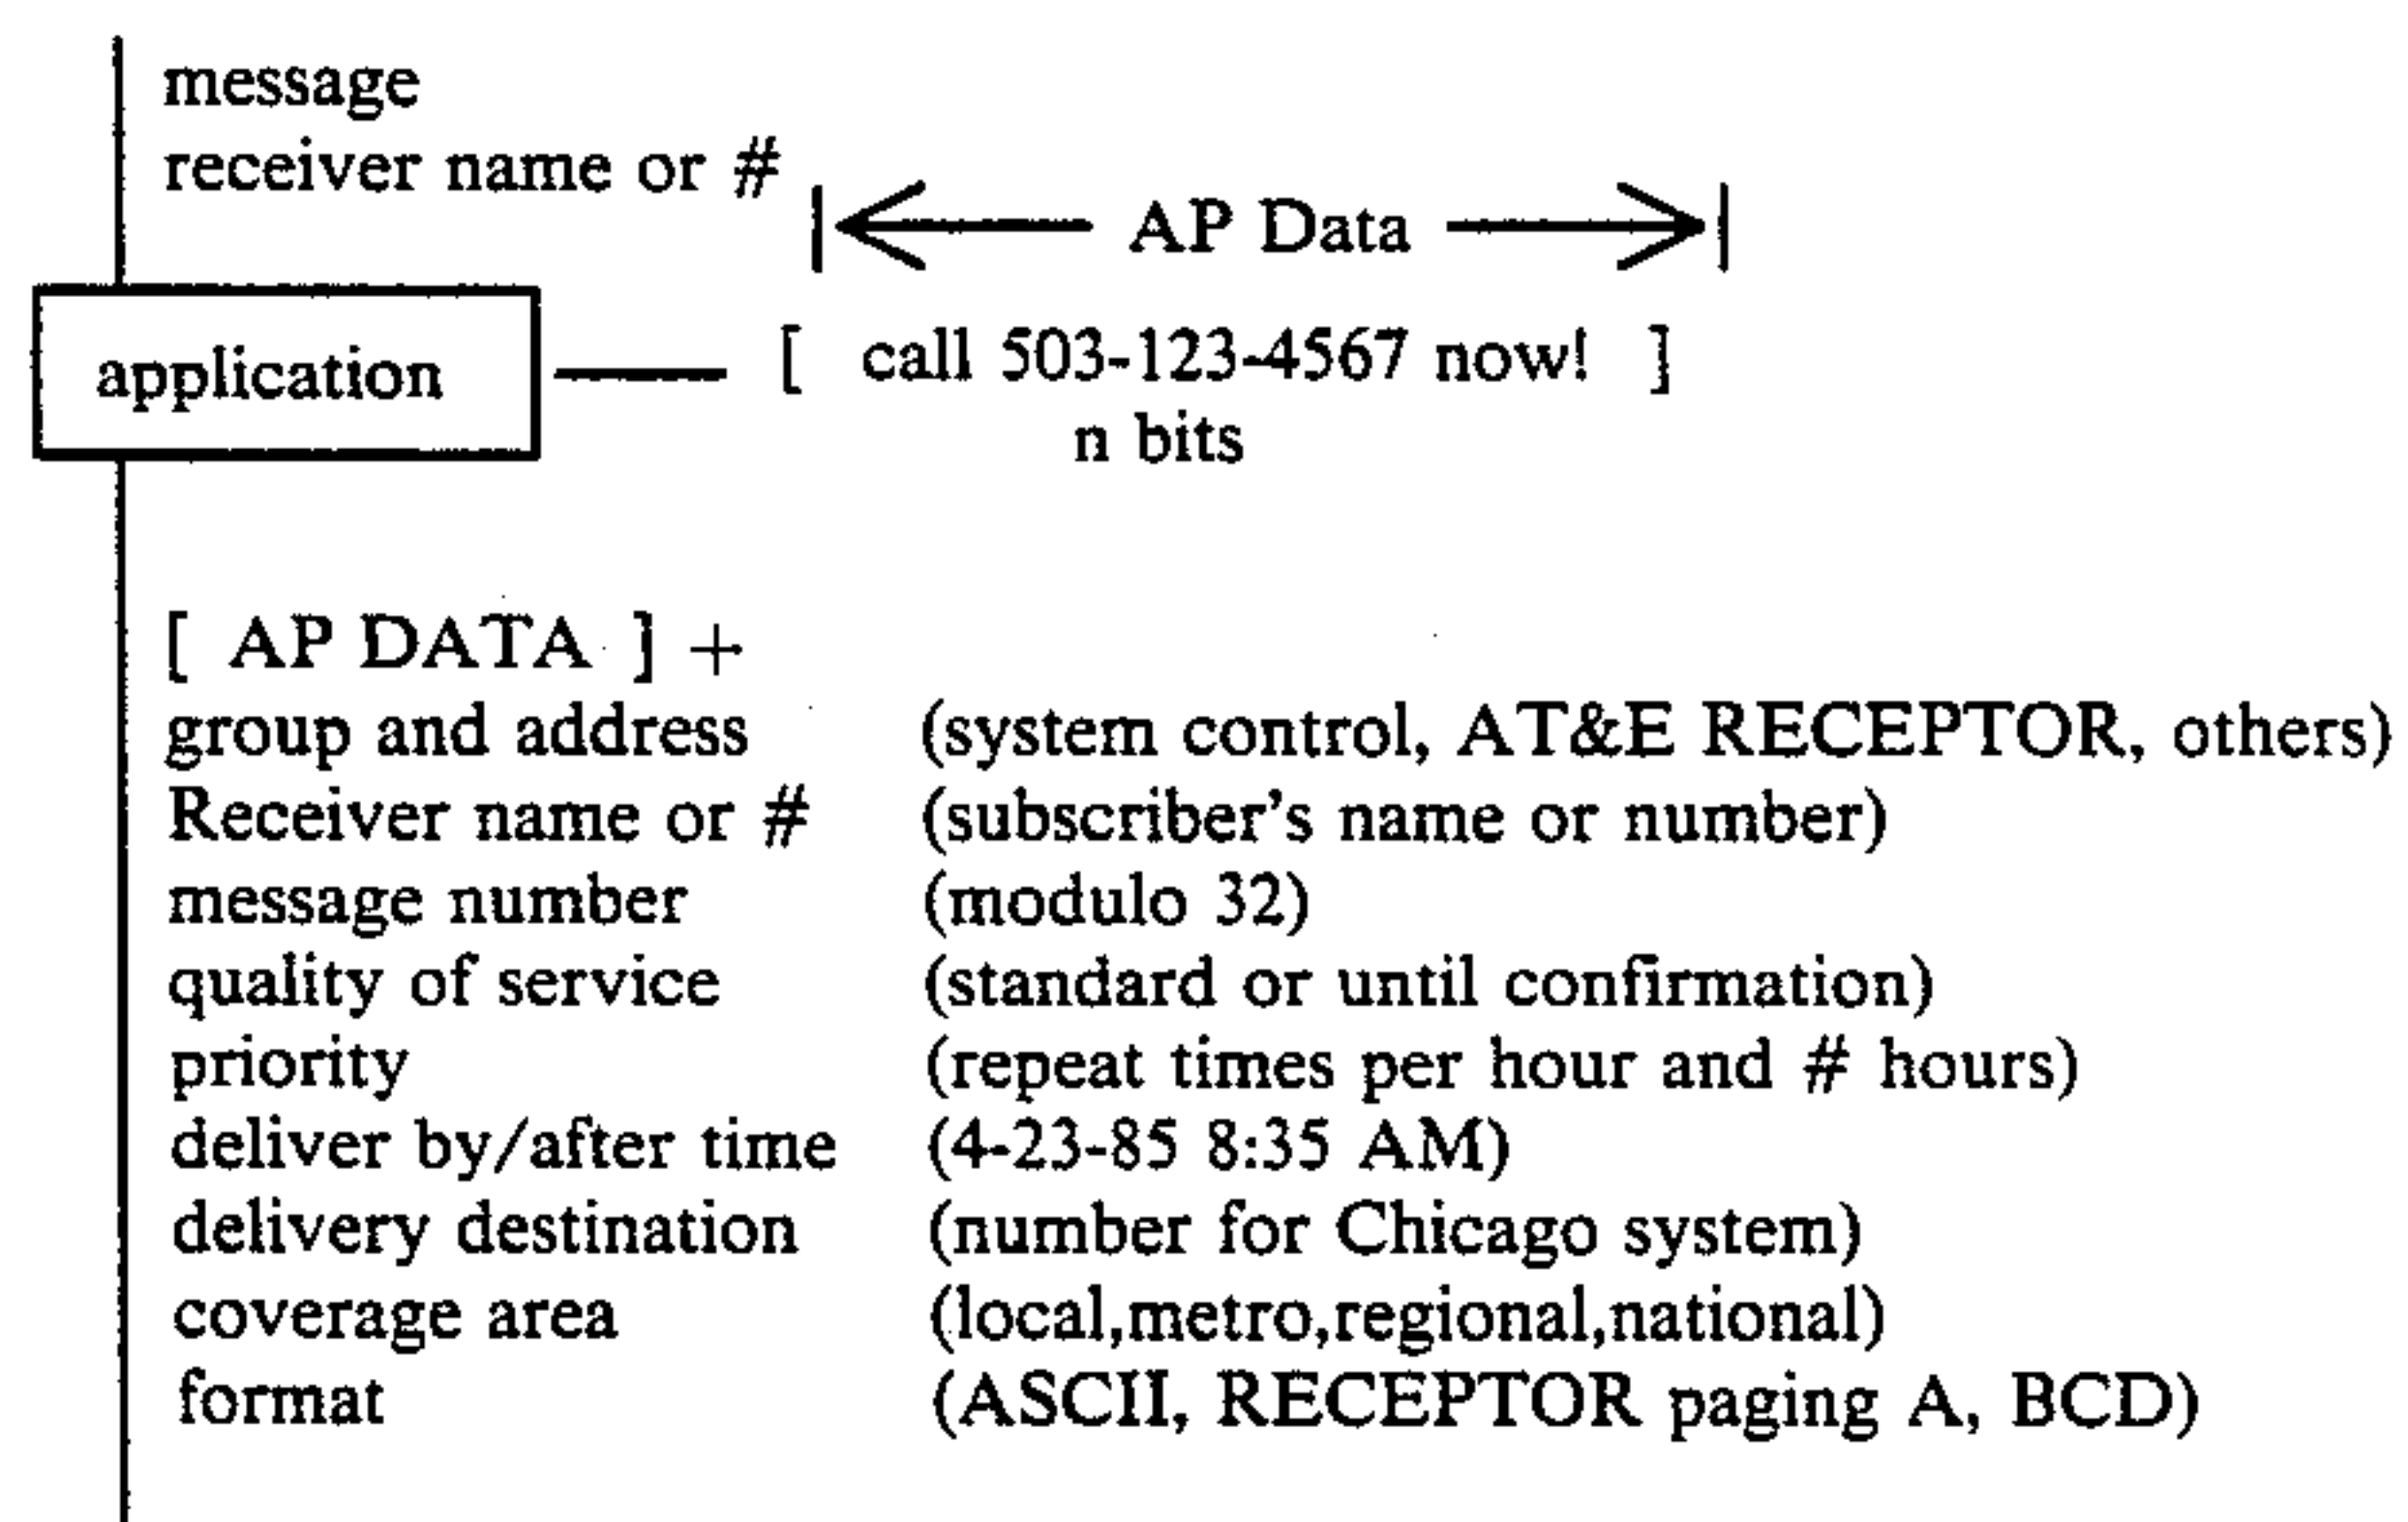 message
receiver name or #
AP Data
application
[ call 503-123-4567 now! ]
n bits
[ AP DATA ] +
group and address (system control, AT&E RECEPTOR, others)
Receiver name or # (subscriber's name or number)
message number (modulo 32)
quality of service (standard or until confirmation)
priority (repeat times per hour and # hours)
deliver by/after time (4-23-85 8:35 AM)
delivery destination (number for Chicago system)
coverage area (local,metro,regional,national)
format (ASCII, RECEPTOR paging A, BCD)